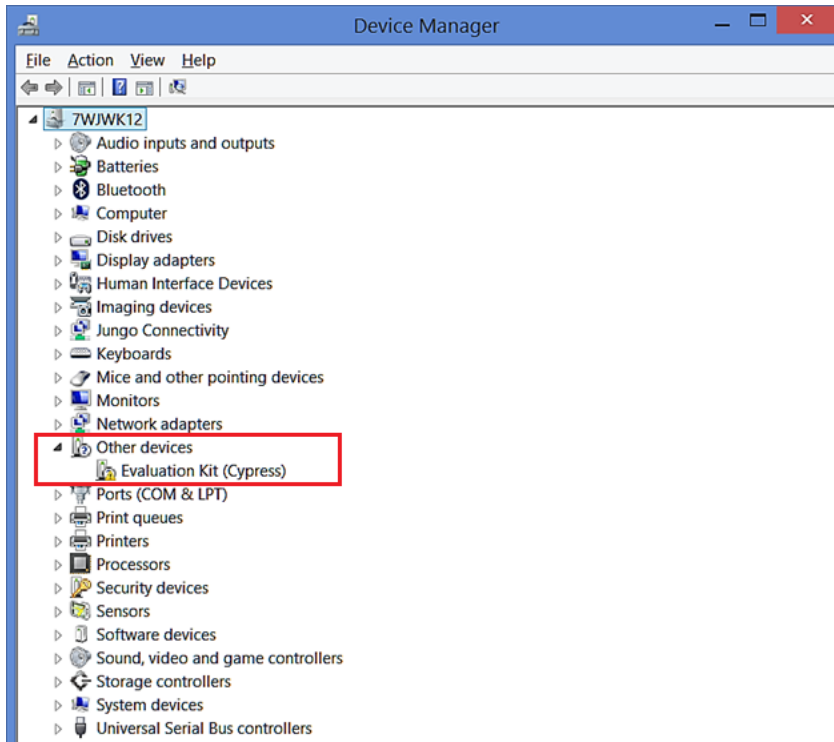 Device Manager
File Action View Help
7WJWK12
Audio inputs and outputs
Batteries
Bluetooth
Computer
Disk drives
Display adapters
Human Interface Devices
Imaging devices
Jungo Connectivity
Keyboards
Mice and other pointing devices
Monitors
Network adapters
Other devices
Evaluation Kit (Cypress)
Ports (COM & LPT)
Print queues
Printers
Processors
Security devices
Sensors
Software devices
Sound, video and game controllers
Storage controllers
System devices
Universal Serial Bus controllers